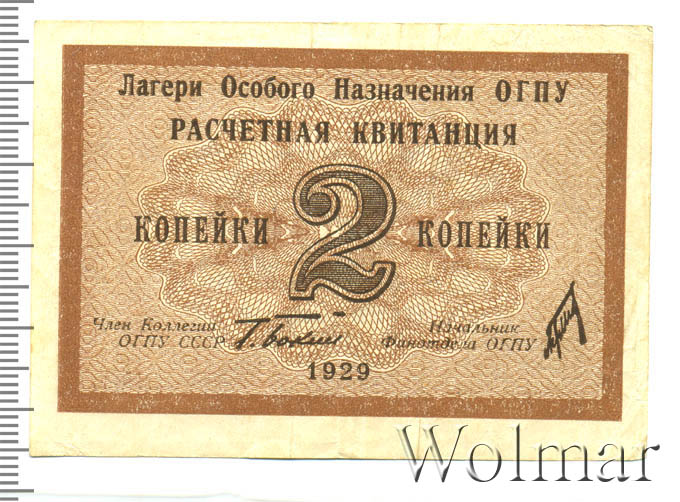 Лагери Особого Назначения ОГПУ
РАСЧЕТНАЯ КВИТАНЦИЯ
2
КОПЕЙКИ КОПЕЙКИ
Член Коллегии
ОГПУ СССР
Начальник
Финотдела ОГПУ
1929
Wolmar